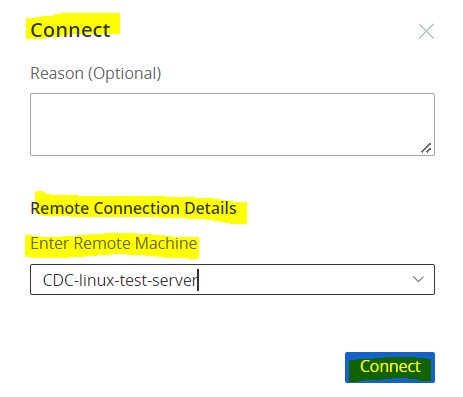 Connect
Reason (Optional)
Remote Connection Details
Enter Remote Machine
CDC-linux-test-server
Connect